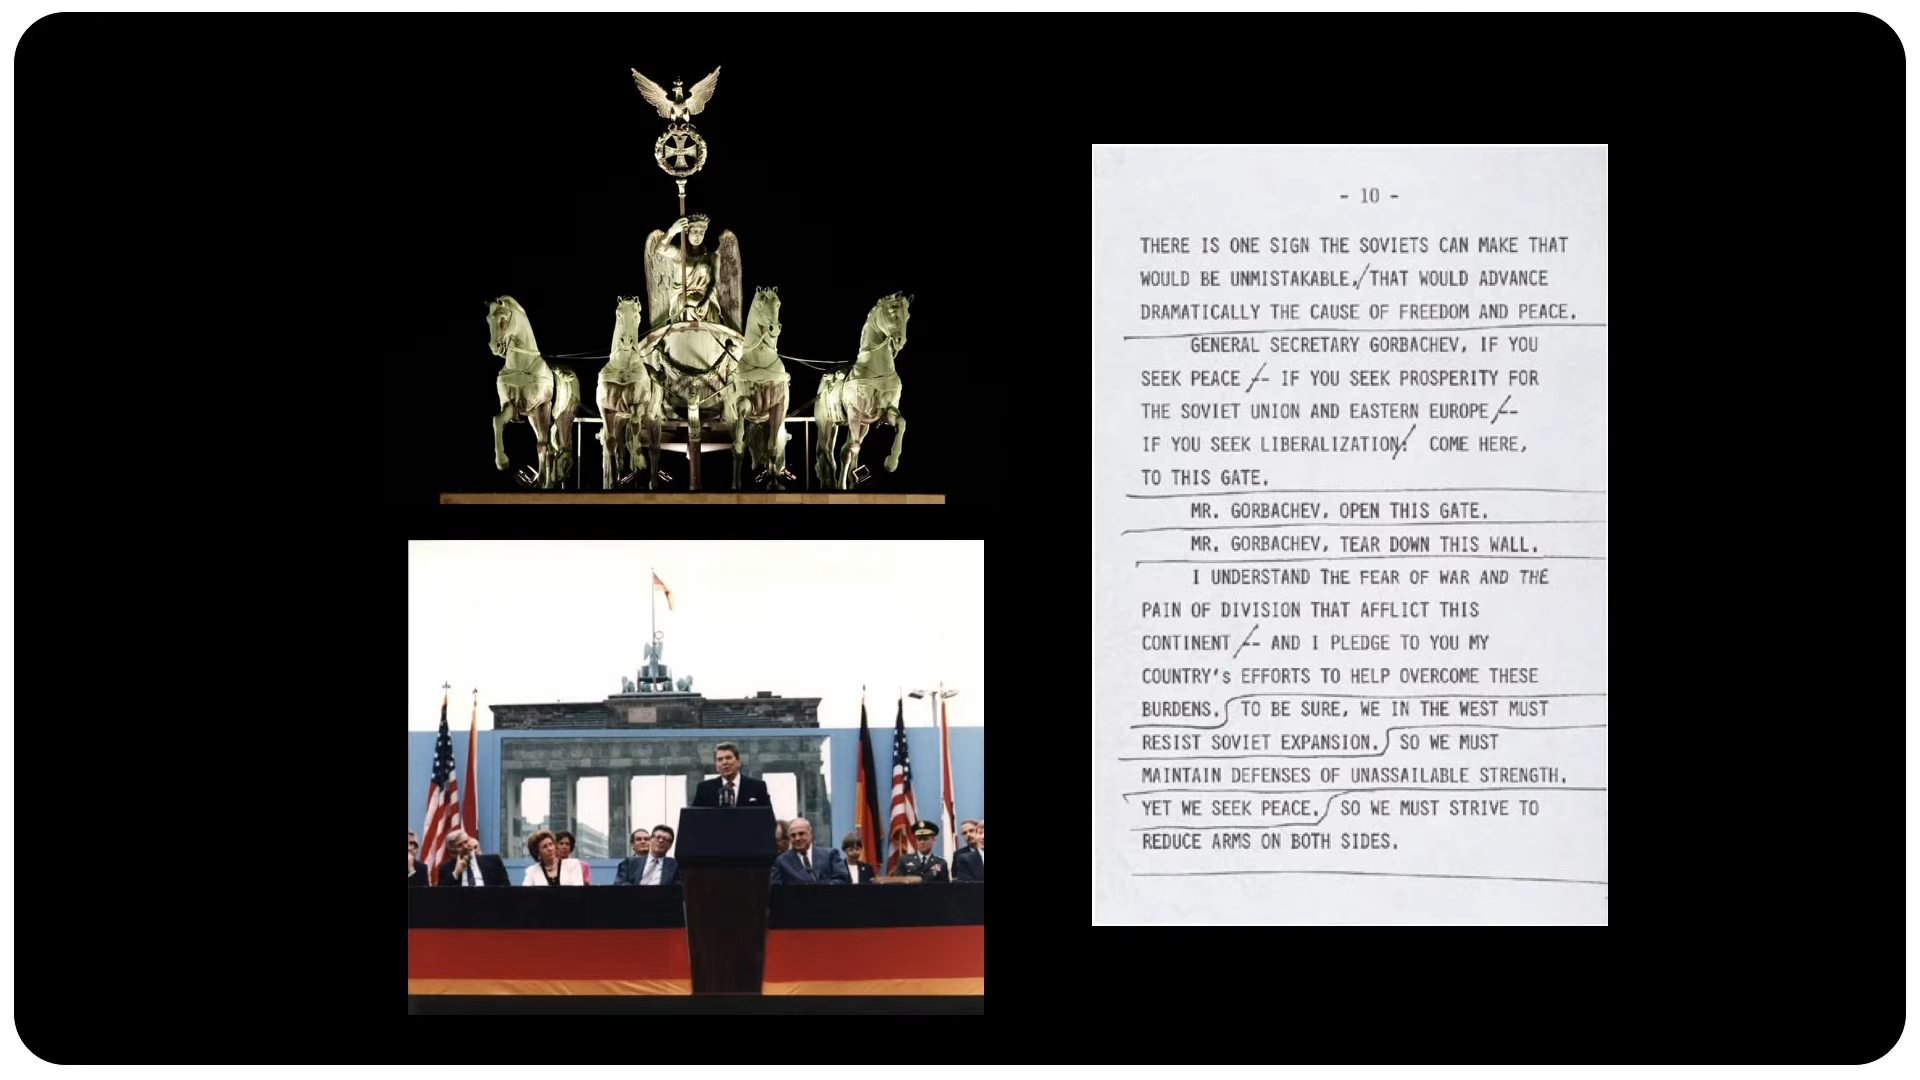 - 10 -
THERE IS ONE SIGN THE SOVIETS CAN MAKE THAT
WOULD BE UNMISTAKABLE,/THAT WOULD ADVANCE
DRAMATICALLY THE CAUSE OF FREEDOM AND PEACE.
GENERAL SECRETARY GORBACHEV, IF YOU
SEEK PEACE /-- IF YOU SEEK PROSPERITY FOR
THE SOVIET UNION AND EASTERN EUROPE /--
IF YOU SEEK LIBERALIZATION:/ COME HERE,
TO THIS GATE.
MR. GORBACHEV, OPEN THIS GATE.
MR. GORBACHEV, TEAR DOWN THIS WALL.
I UNDERSTAND THE FEAR OF WAR AND THE
PAIN OF DIVISION THAT AFFLICT THIS
CONTINENT /-- AND I PLEDGE TO YOU MY
COUNTRY's EFFORTS TO HELP OVERCOME THESE
BURDENS. TO BE SURE, WE IN THE WEST MUST
RESIST SOVIET EXPANSION. SO WE MUST
MAINTAIN DEFENSES OF UNASSAILABLE STRENGTH.
YET WE SEEK PEACE. SO WE MUST STRIVE TO
REDUCE ARMS ON BOTH SIDES.